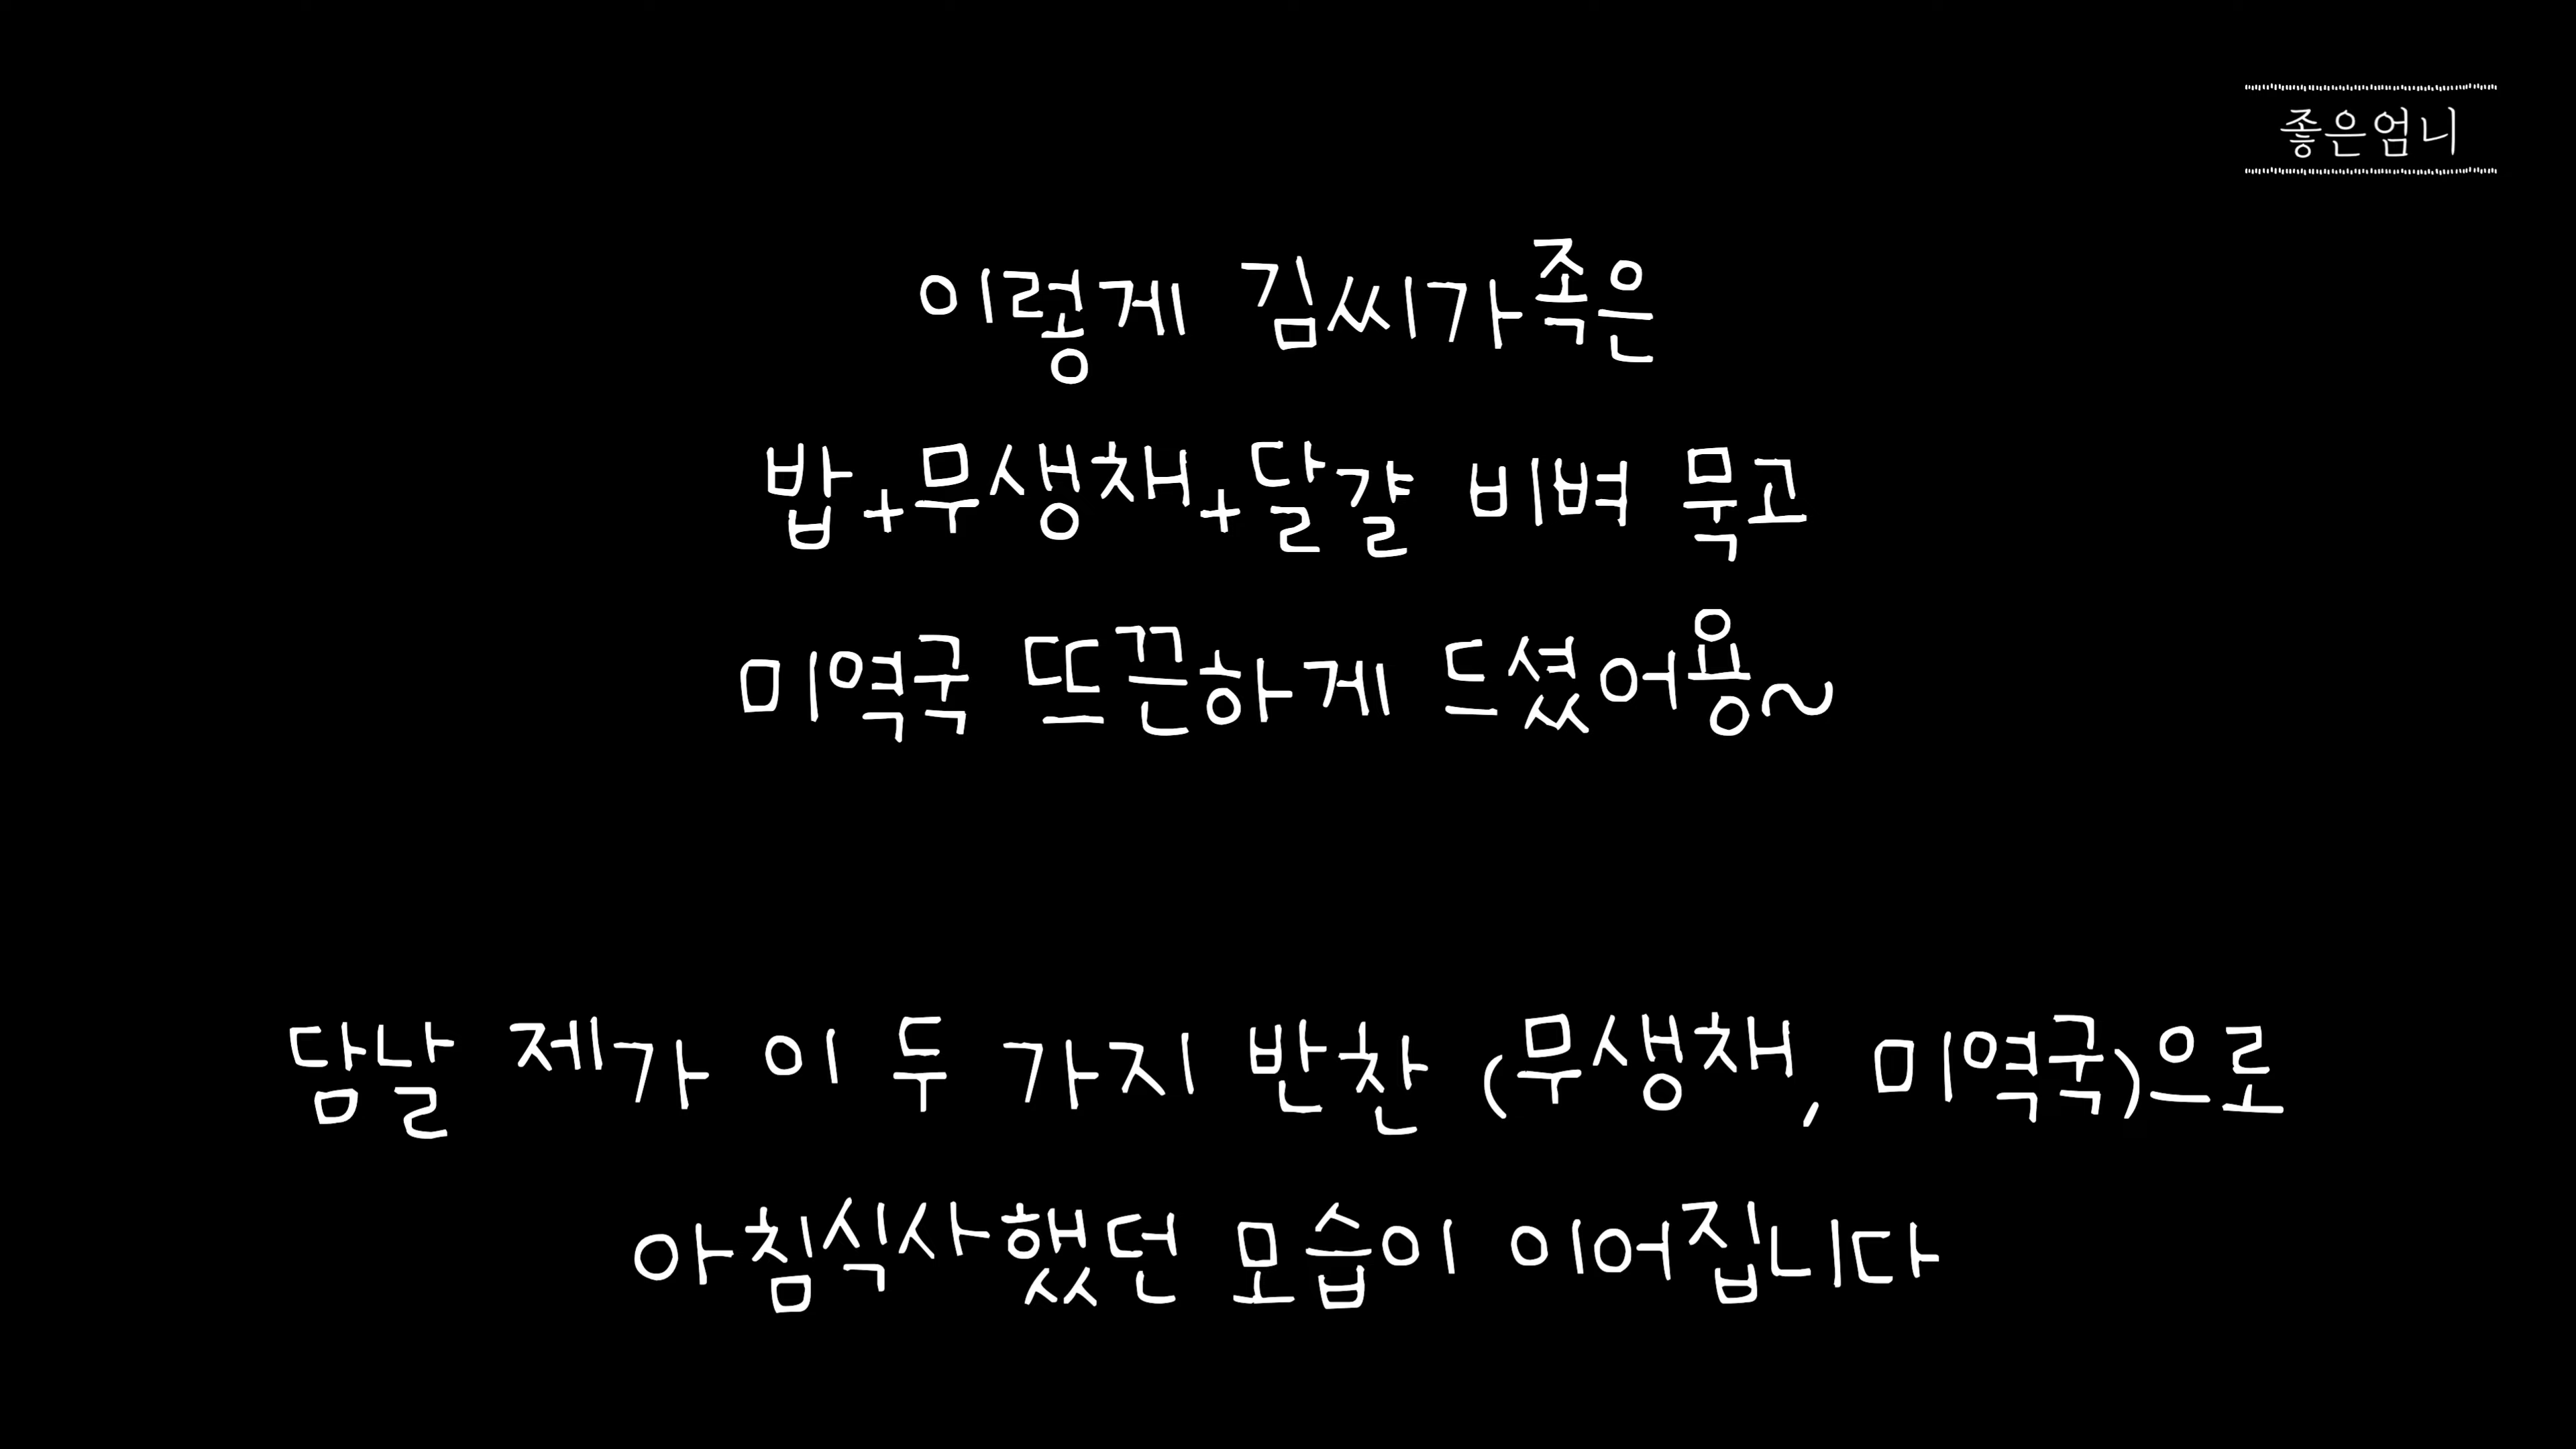 좋은엄니
이렇게 김씨가족은
밥+무생채+달걀 비벼 묵고
미역국 뜨끈하게 드셨어용~
담날 제가 이 두 가지 반찬 (무생채, 미역국)으로
아침식사했던 모습이 이어집니다